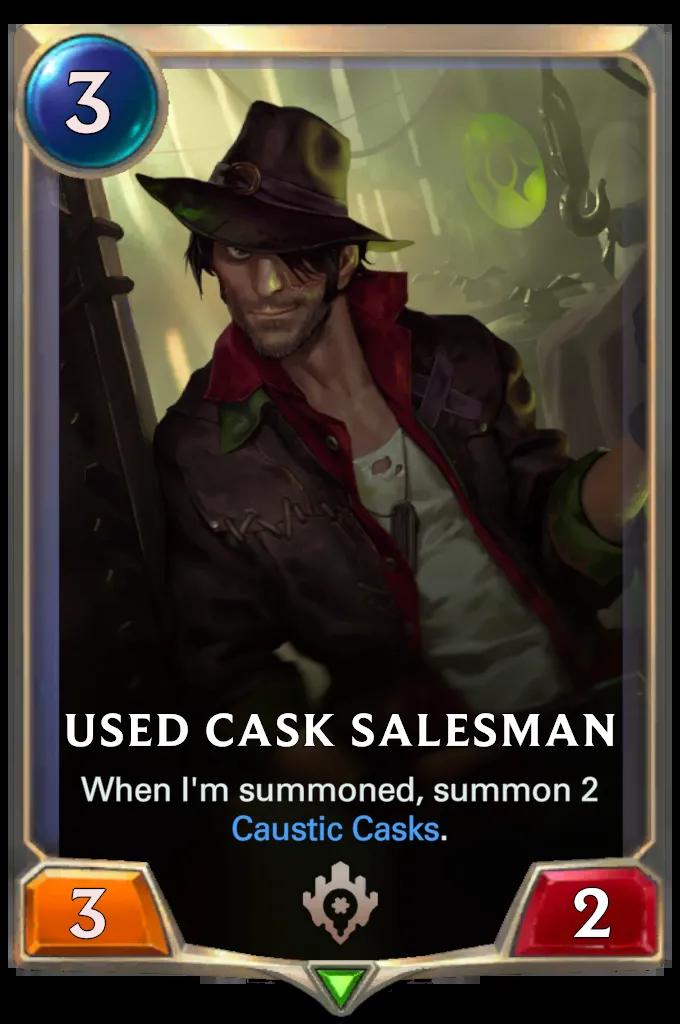 3
USED CASK SALESMAN
When I'm summoned, summon 2
Caustic Casks.
3
2